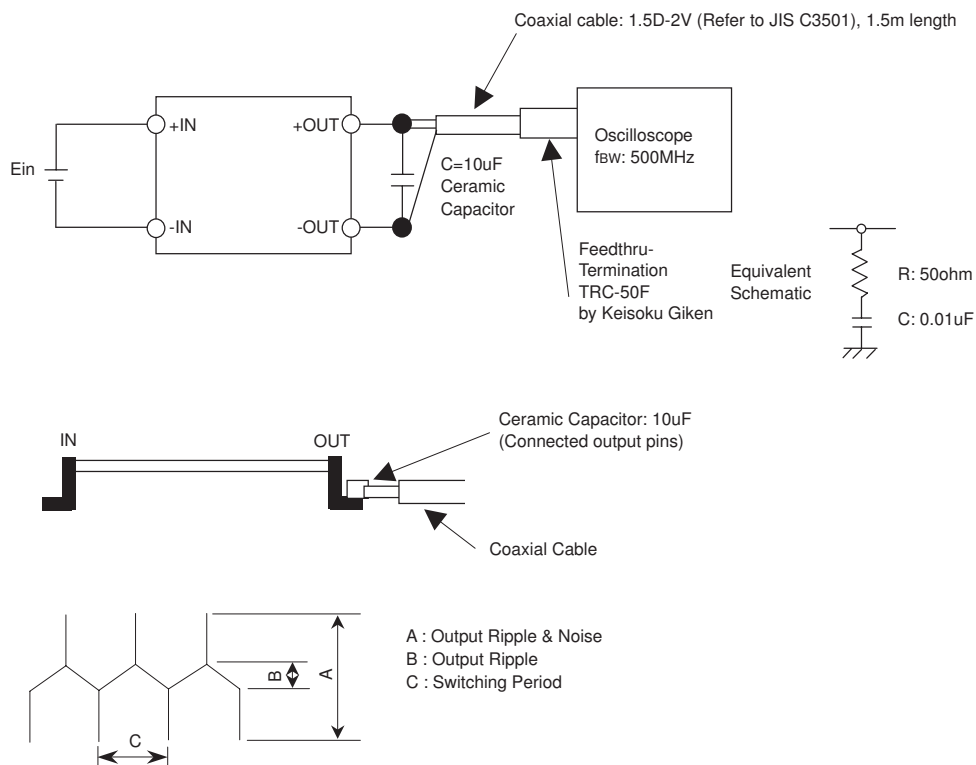 Coaxial cable: 1.5D-2V (Refer to JIS C3501), 1.5m length
+IN
+OUT
Ein
-IN
-OUT
C=10uF
Ceramic
Capacitor
Oscilloscope
fBW: 500MHz
Feedthru-
Termination
TRC-50F
by Keisoku Giken
Equivalent
Schematic
R: 50ohm
C: 0.01uF
IN
OUT
Ceramic Capacitor: 10uF
(Connected output pins)
Coaxial Cable
A
B
C
A : Output Ripple & Noise
B : Output Ripple
C : Switching Period